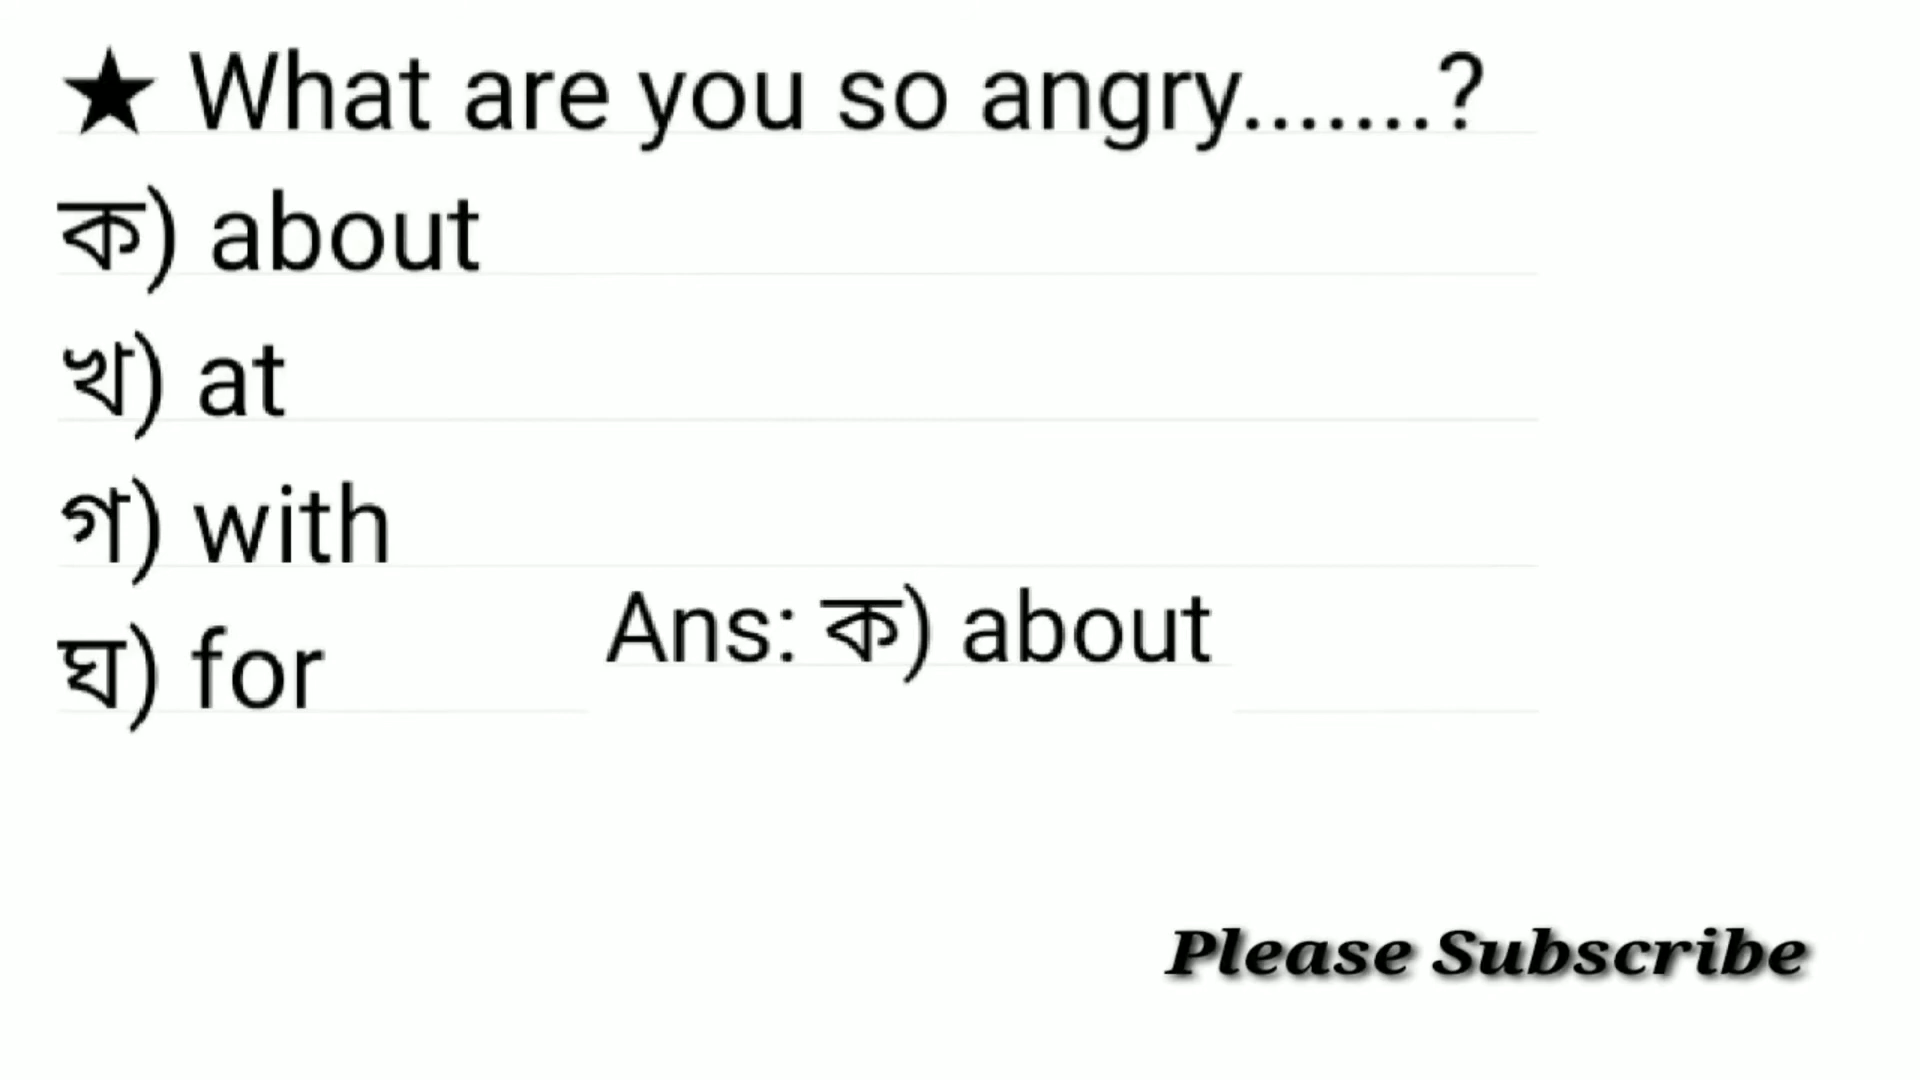 ★ What are you so angry.......?
ক) about
খ) at
গ) with
ঘ) for
Ans: ক) about
Please Subscribe